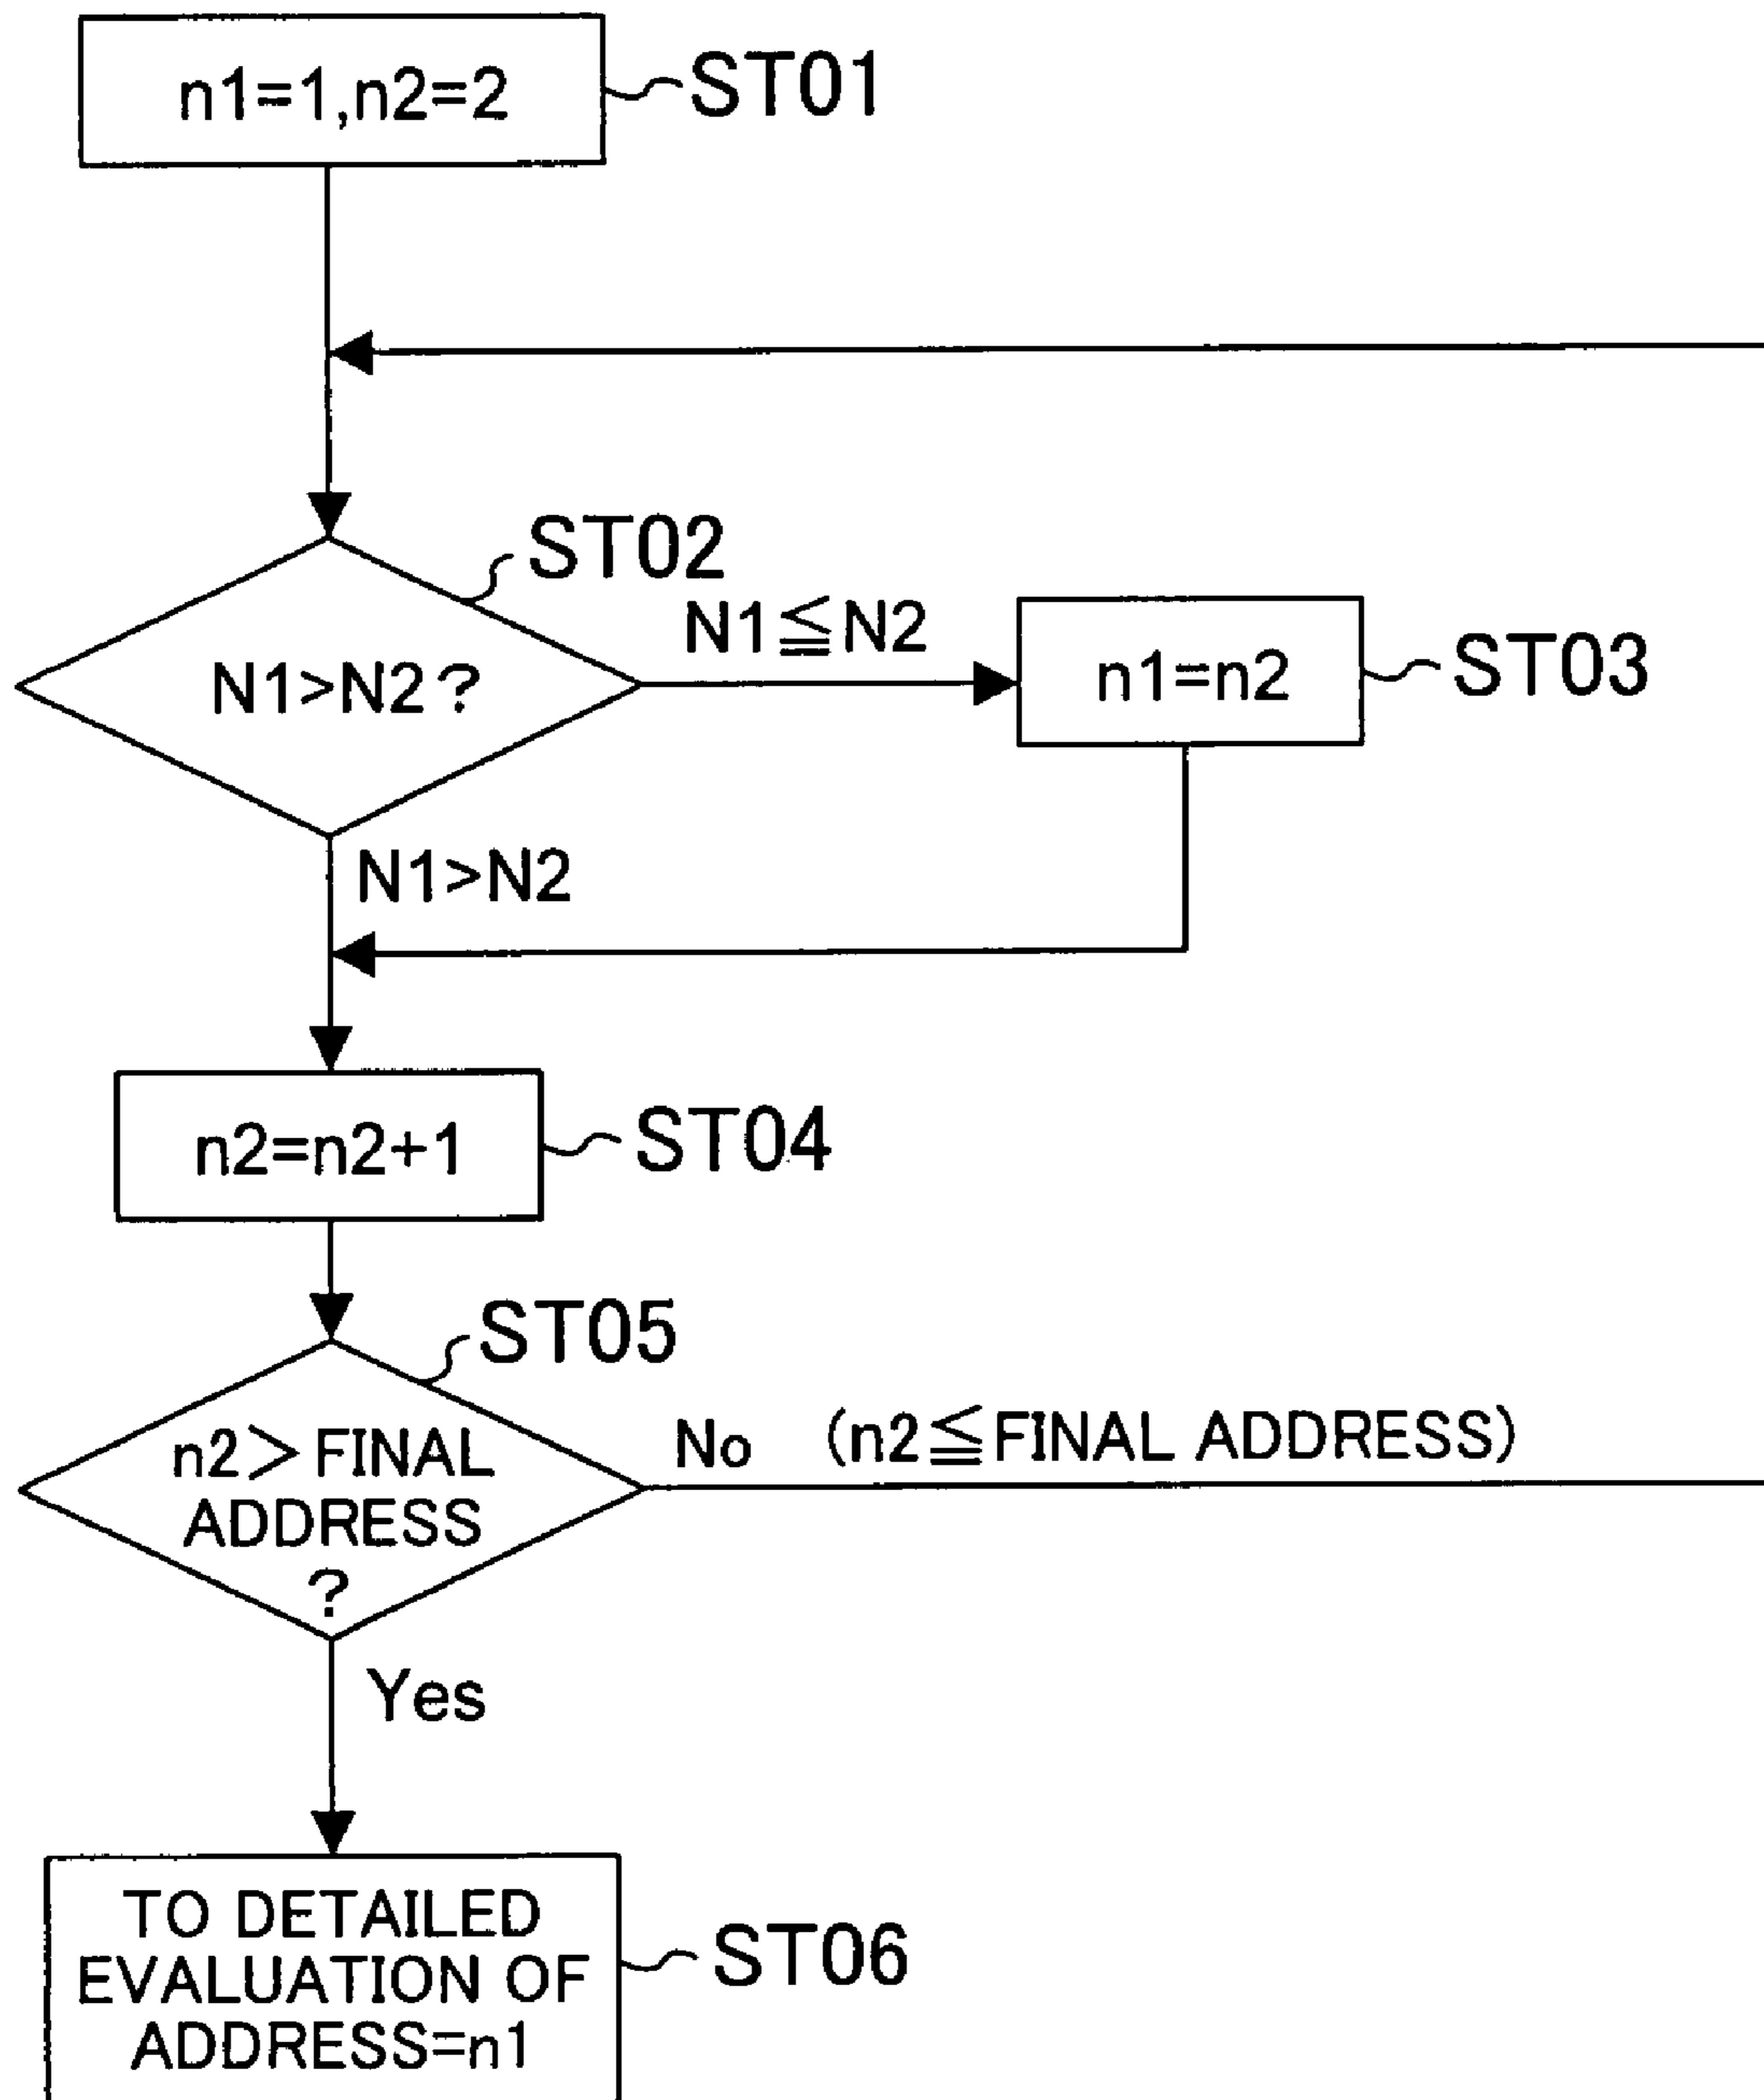 n1=1,n2=2
ST01
ST02
N1>N2?
N1≦N2
n1=n2
ST03
N1>N2
n2=n2+1
ST04
ST05
n2>FINAL
ADDRESS
?
No (n2≦FINAL ADDRESS)
Yes
TO DETAILED
EVALUATION OF
ADDRESS=n1
ST06